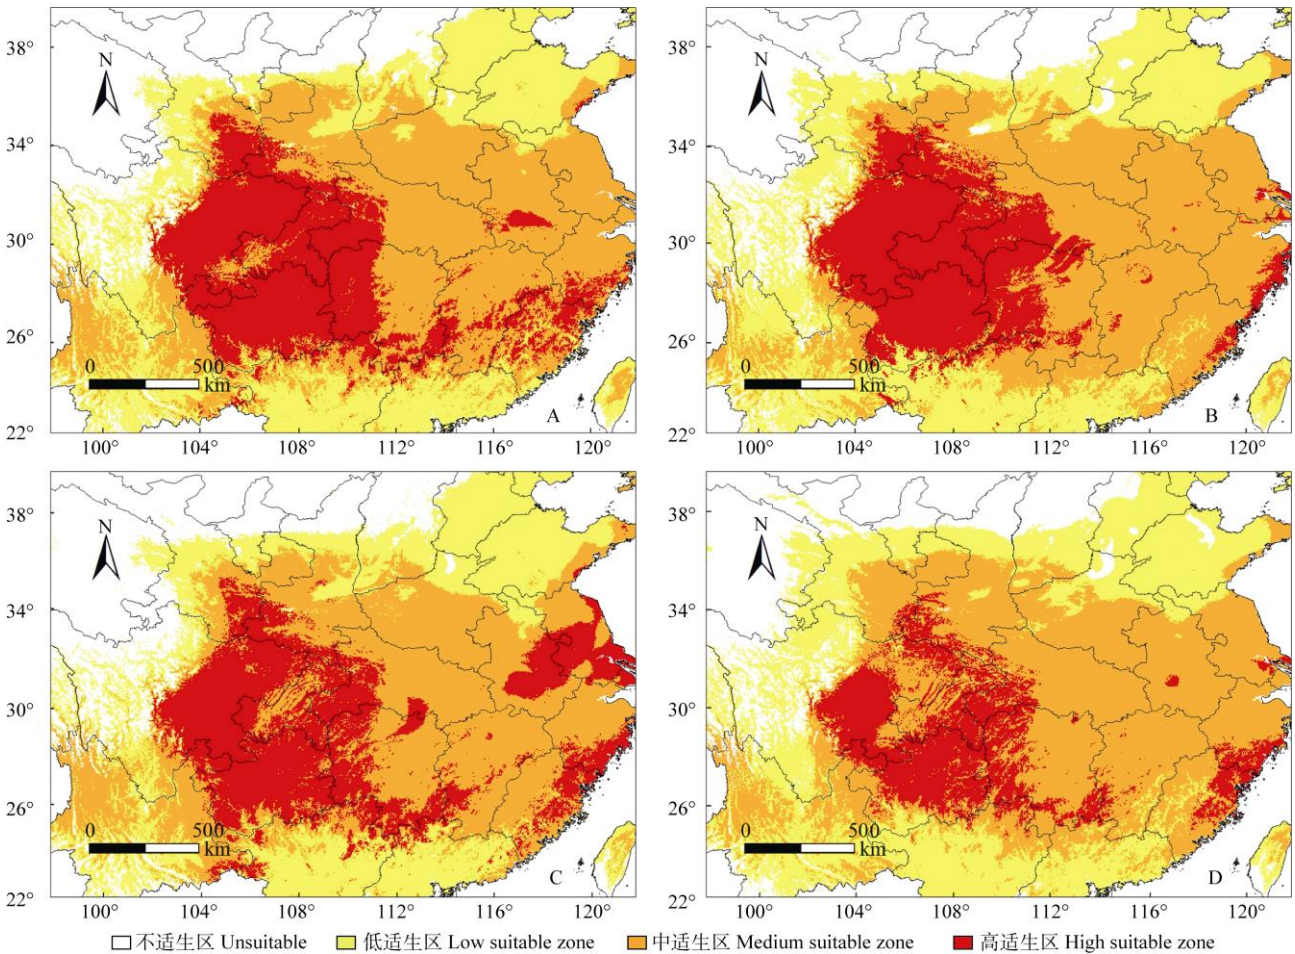 38°
34°
30°
26°
22°
N
0 500
km
A
100 104 108 112 116 120
38°
34°
30°
26°
22°
N
0 500
km
B
100 104 108 112 116 120
38°
34°
30°
26°
22°
N
0 500
km
C
100 104 108 112 116 120
38°
34°
30°
26°
22°
N
0 500
km
D
100 104 108 112 116 120
不适生区 Unsuitable 低适生区 Low suitable zone 中适生区 Medium suitable zone 高适生区 High suitable zone